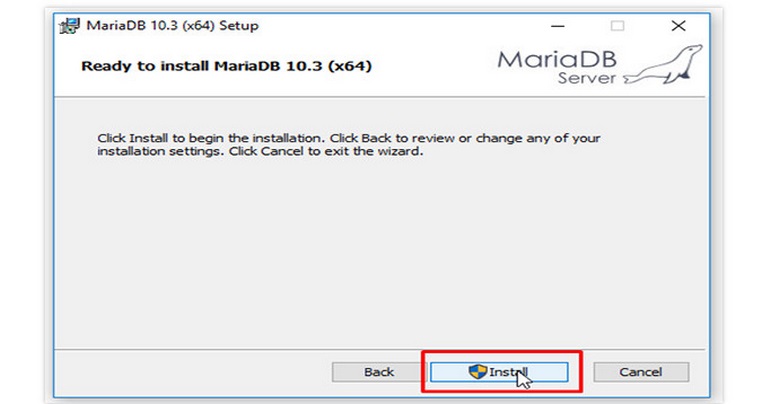 MariaDB 10.3 (x64) Setup
Ready to install MariaDB 10.3 (x64)
MariaDB
Server
Click Install to begin the installation. Click Back to review or change any of your
installation settings. Click Cancel to exit the wizard.
Back
Install
Cancel